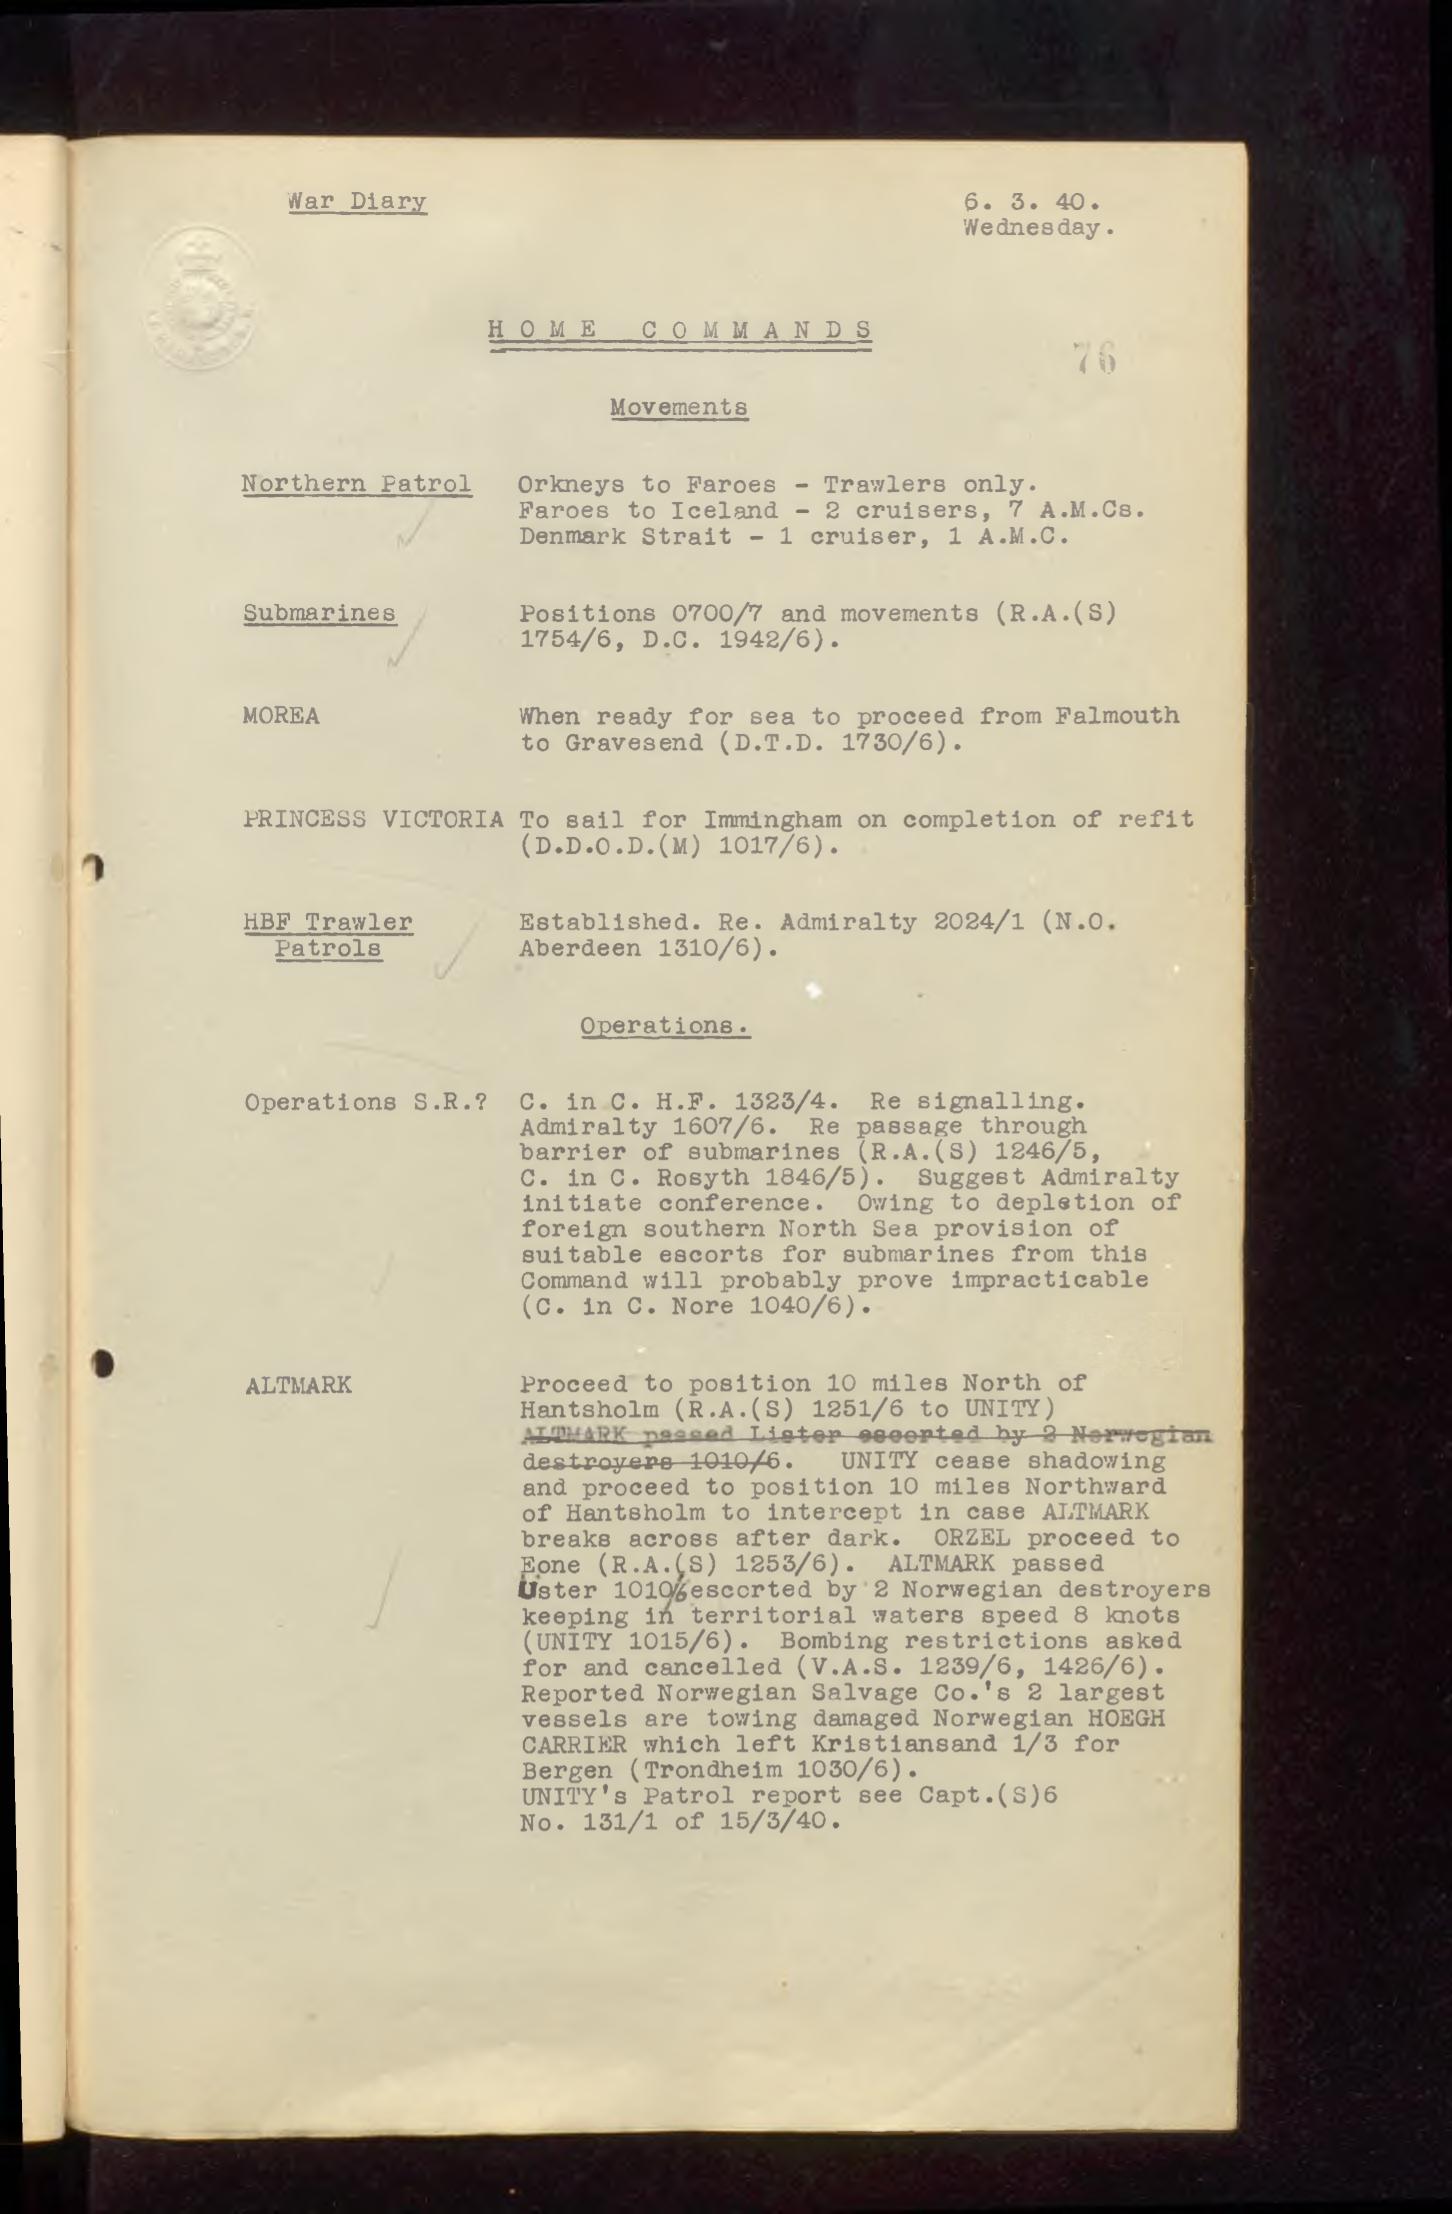 War Diary
6. 3. 40.
Wednesday.
HOME COMMANDS
76
Movements
Northern Patrol Orkneys to Faroes - Trawlers only.
Faroes to Iceland - 2 cruisers, 7 A.M.Cs.
Denmark Strait - 1 cruiser, 1 A.M.C.
Submarines Positions 0700/7 and movements (R.A.(S)
1754/6, D.C. 1942/6).
MOREA When ready for sea to proceed from Falmouth
to Gravesend (D.T.D. 1730/6).
PRINCESS VICTORIA To sail for Immingham on completion of refit
(D.D.O.D.(M) 1017/6).
HBF Trawler Established. Re. Admiralty 2024/1 (N.O.
Patrols Aberdeen 1310/6).
Operations.
Operations S.R.? C. in C. H.F. 1323/4. Re signalling.
Admiralty 1607/6. Re passage through
barrier of submarines (R.A.(S) 1246/5,
C. in C. Rosyth 1846/5). Suggest Admiralty
initiate conference. Owing to depletion of
foreign southern North Sea provision of
suitable escorts for submarines from this
Command will probably prove impracticable
(C. in C. Nore 1040/6).
ALTMARK Proceed to position 10 miles North of
Hantsholm (R.A.(S) 1251/6 to UNITY)
ALTMARK passed Lister escorted by 2 Norwegian
destroyers 1010/6. UNITY cease shadowing
and proceed to position 10 miles Northward
of Hantsholm to intercept in case ALTMARK
breaks across after dark. ORZEL proceed to
Eone (R.A.(S) 1253/6). ALTMARK passed
Uster 1010/6 escorted by 2 Norwegian destroyers
keeping in territorial waters speed 8 knots
(UNITY 1015/6). Bombing restrictions asked
for and cancelled (V.A.S. 1239/6, 1426/6).
Reported Norwegian Salvage Co.'s 2 largest
vessels are towing damaged Norwegian HOEGH
CARRIER which left Kristiansand 1/3 for
Bergen (Trondheim 1030/6).
UNITY's Patrol report see Capt.(S)6
No. 131/1 of 15/3/40.